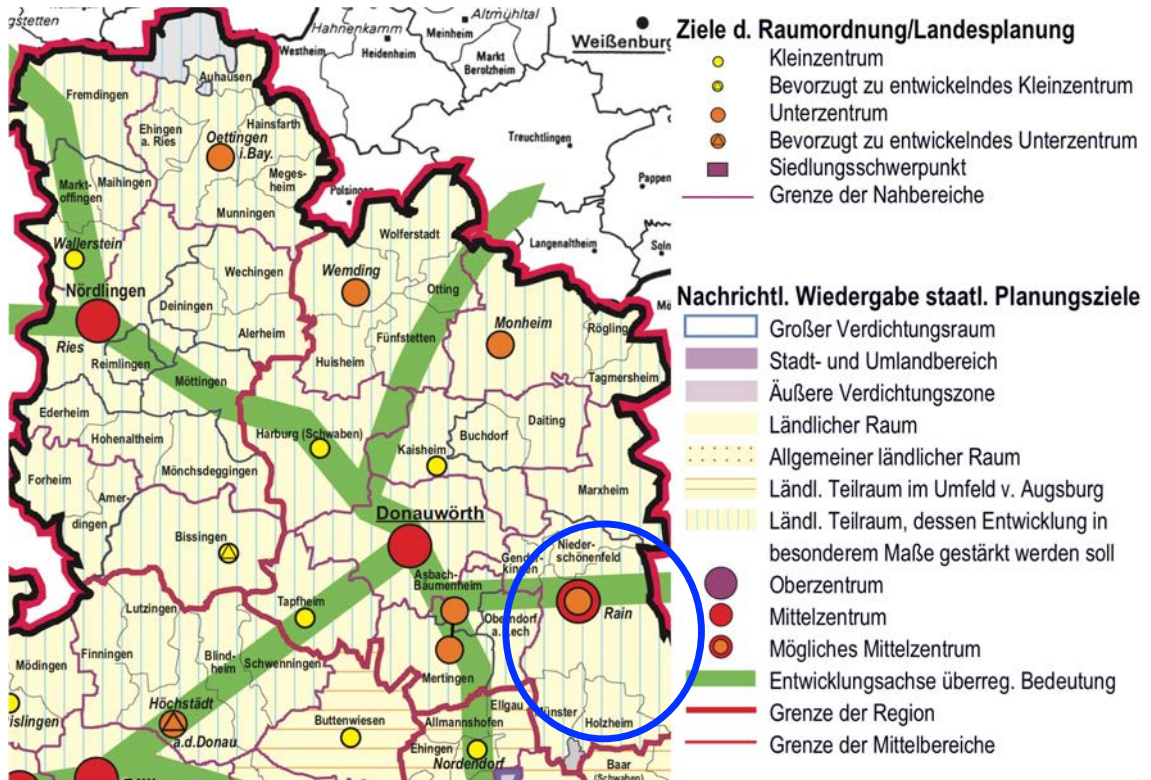 Altmühltal
Hahnenkamm
Meinheim
Westheim
Heidenheim
Markt
Berolzheim
Weißenburg
Auhausen
Fremdingen
Ehingen
a. Ries
Hainsfarth
Oettingen
i.Bay.
Treuchtlingen
Markt-
offingen
Maihingen
Meges-
heim
Polsingen
Pappen
Munningen
Wolferstadt
Langenaltheim
Soln
Wallerstein
Wechingen
Wemding
Otting
Nördlingen
Deiningen
Alerheim
Monheim
Rögling
Fünfstetten
Ries
Reimlingen
Huisheim
Möttingen
Tagmersheim
Ederheim
Hohenaltheim
Harburg (Schwaben)
Daiting
Buchdorf
Kaisheim
Mönchsdeggingen
Forheim
Amer-
dingen
Marxheim
Donauwörth
Bissingen
Nieder-
schönenfeld
Gender-
kingen
Asbach-
Bäumenheim
Rain
Lutzingen
Tapfheim
Oberndorf
a. Lech
Finningen
Blind-
heim
Schwenningen
Mödingen
Mertingen
Höchstädt
a.d.Donau
islingen
Ellgau
Münster
Buttenwiesen
Allmannshofen
Holzheim
Ehingen
Nordendorf
Baar
(Schwaben)
Ziele d. Raumordnung/Landesplanung
Kleinzentrum
Bevorzugt zu entwickelndes Kleinzentrum
Unterzentrum
Bevorzugt zu entwickelndes Unterzentrum
Siedlungsschwerpunkt
Grenze der Nahbereiche
Nachrichtl. Wiedergabe staatl. Planungsziele
Großer Verdichtungsraum
Stadt- und Umlandbereich
Äußere Verdichtungszone
Ländlicher Raum
Allgemeiner ländlicher Raum
Ländl. Teilraum im Umfeld v. Augsburg
Ländl. Teilraum, dessen Entwicklung in
besonderem Maße gestärkt werden soll
Oberzentrum
Mittelzentrum
Mögliches Mittelzentrum
Entwicklungsachse überreg. Bedeutung
Grenze der Region
Grenze der Mittelbereiche